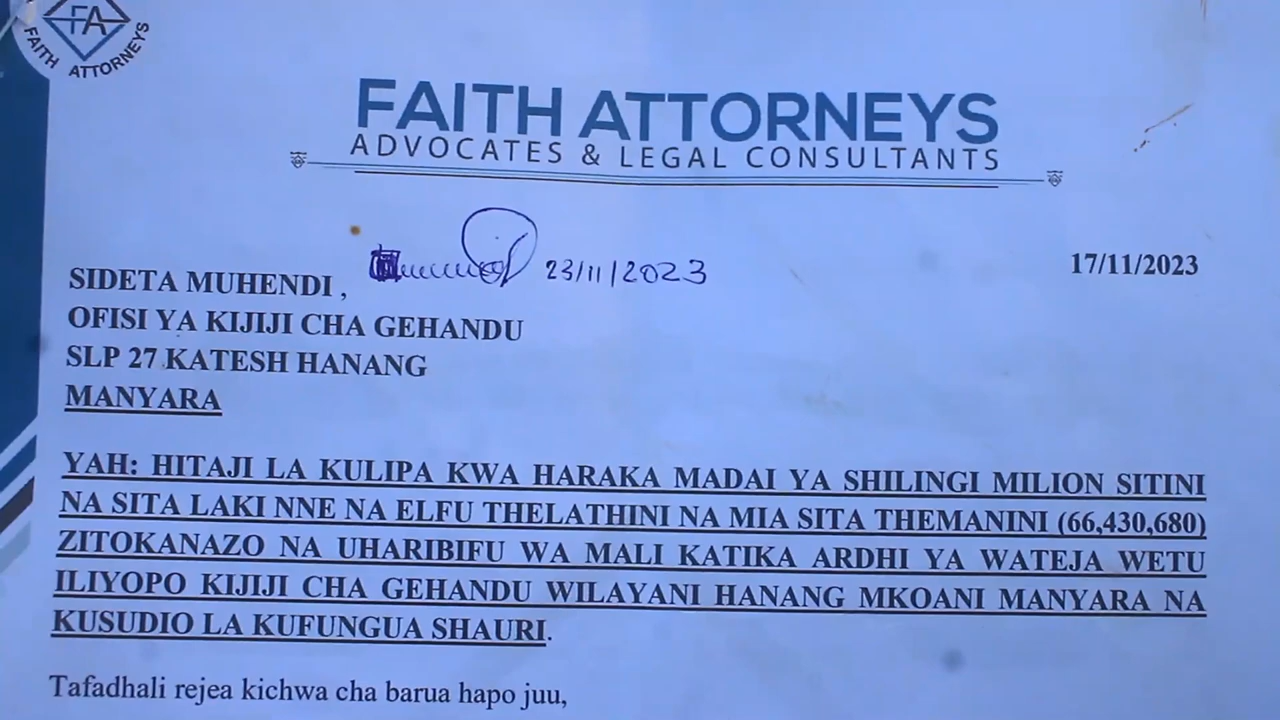 FA
FAITH ATTORNEYS
FAITH ATTORNEYS
ADVOCATES & LEGAL CONSULTANTS
23/11/2023
17/11/2023
SIDETA MUHENDI ,
OFISI YA KIJIJI CHA GEHANDU
SLP 27 KATESH HANANG
MANYARA
YAH: HITAJI LA KULIPA KWA HARAKA MADAI YA SHILINGI MILION SITINI
NA SITA LAKI NNE NA ELFU THELATHINI NA MIA SITA THEMANINI (66,430,680)
ZITOKANAZO NA UHARIBIFU WA MALI KATIKA ARDHI YA WATEJA WETU
ILIYOPO KIJIJI CHA GEHANDU WILAYANI HANANG MKOANI MANYARA NA
KUSUDIO LA KUFUNGUA SHAURI.
Tafadhali rejea kichwa cha barua hapo juu,